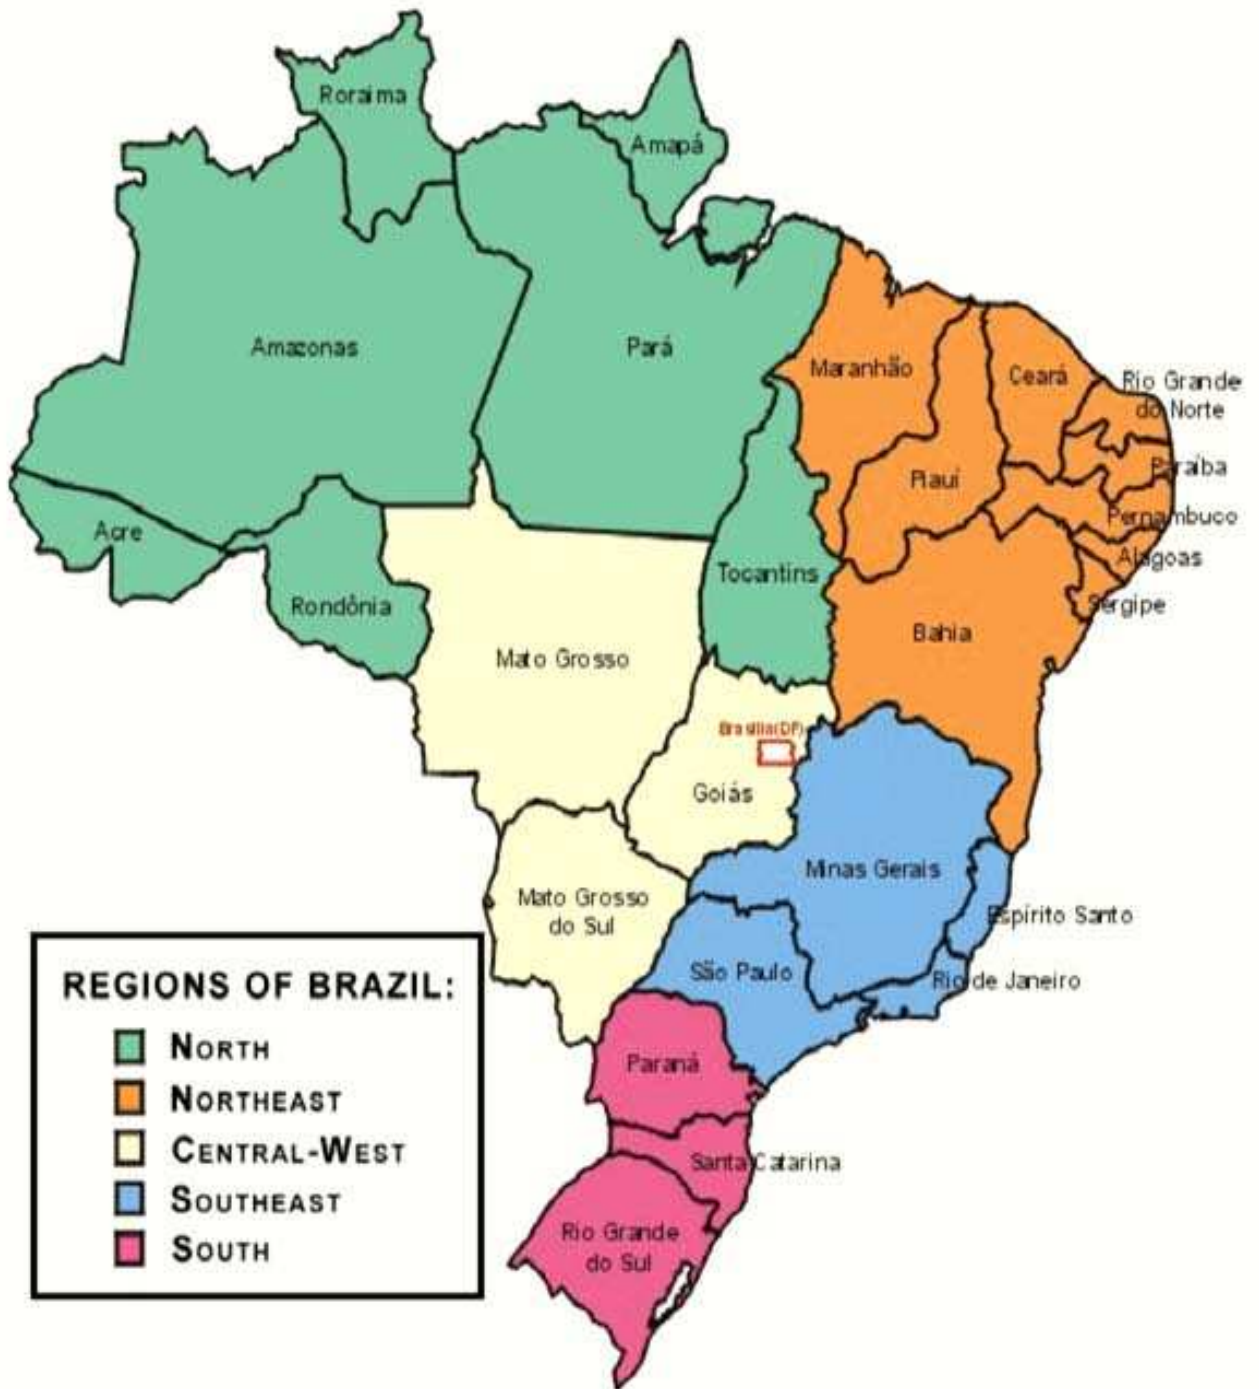 Roraima
Amapá
Amazonas
Pará
Maranhão
Ceará
Rio Grande
do Norte
Paraíba
Piauí
Pernambuco
Acre
Alagoas
Tocantins
Sergipe
Rondônia
Bahia
Mato Grosso
Brasília(DF)
Goiás
Minas Gerais
Mato Grosso
do Sul
Espírito Santo
São Paulo
Rio de Janeiro
Paraná
Santa Catarina
Rio Grande
do Sul
REGIONS OF BRAZIL:
NORTH
NORTHEAST
CENTRAL-WEST
SOUTHEAST
SOUTH